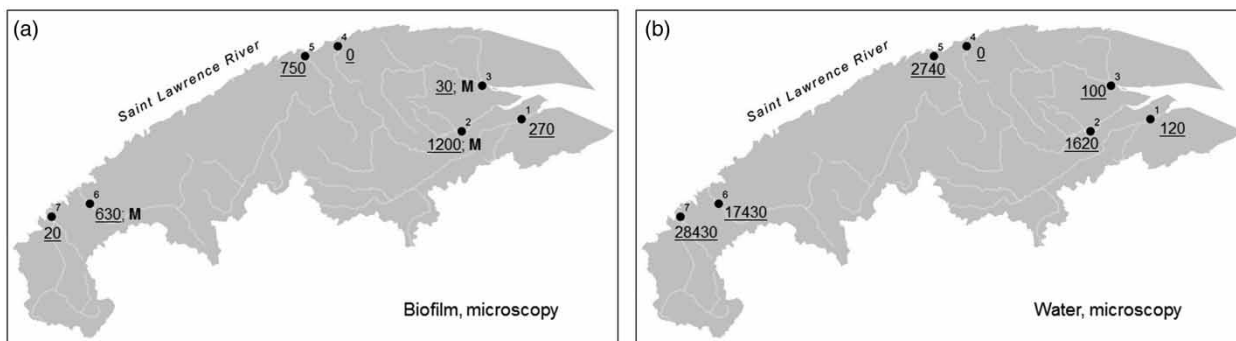 (a)
Saint Lawrence River
5
750
4
0
3
30; M
1
270
2
1200; M
6
630; M
7
20
Biofilm, microscopy
(b)
Saint Lawrence River
5
2740
4
0
3
100
1
120
2
1620
6
17430
7
28430
Water, microscopy